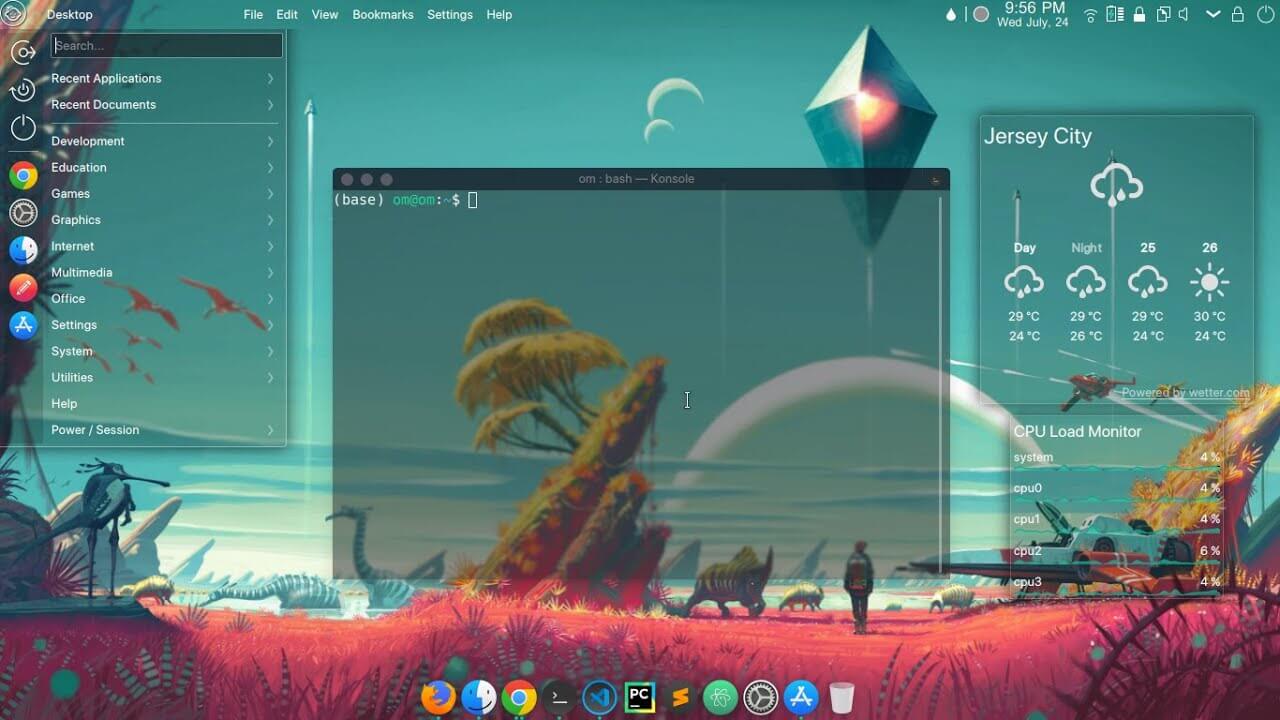 Desktop File Edit View Bookmarks Settings Help
9:56 PM
Wed July, 24
Search...
Recent Applications
Recent Documents
Development
Education
Games
Graphics
Internet
Multimedia
Office
Settings
System
Utilities
Help
Power / Session
om : bash — Konsole
(base) om@om:~$
Jersey City
Day Night 25 26
29 °C 29 °C 29 °C 30 °C
24 °C 26 °C 24 °C 24 °C
Powered by wetter.com
CPU Load Monitor
system 4 %
cpu0 4 %
cpu1 4 %
cpu2 6 %
cpu3 4 %
>_ PC